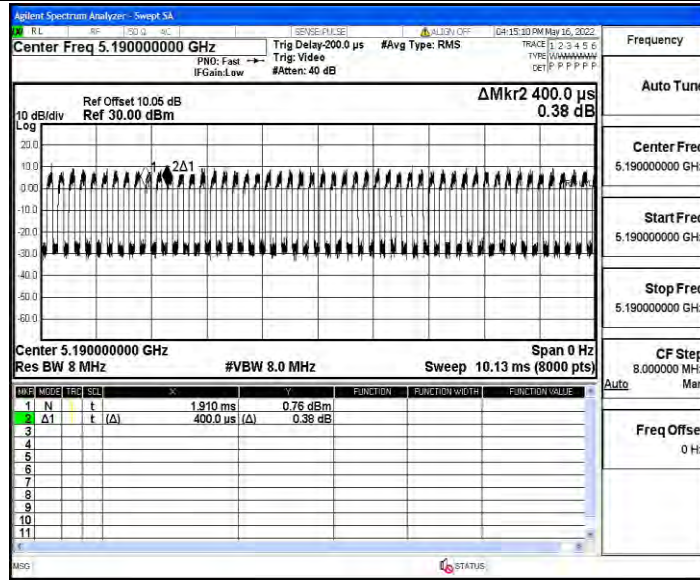 Agilent Spectrum Analyzer - Swept SA
RL RF 50 Ω AC SENSE:PULSE ALIGN OFF 04:15:10 PM May 16, 2022
Center Freq 5.190000000 GHz
PNO: Fast
IFGain:Low
Trig Delay-200.0 µs
Trig: Video
#Atten: 40 dB
#Avg Type: RMS
TRACE 1 2 3 4 5 6
TYPE WWWWWW
DET P P P P P P
ΔMkr2 400.0 µs
0.38 dB
Ref Offset 10.05 dB
10 dB/div Ref 30.00 dBm
Log
20.0
10.0
0.00
-10.0
-20.0
-30.0
-40.0
-50.0
-60.0
1
2Δ1
Center 5.190000000 GHz Span 0 Hz
Res BW 8 MHz #VBW 8.0 MHz Sweep 10.13 ms (8000 pts)
MKR MODE TRC SCL X Y FUNCTION FUNCTION WIDTH FUNCTION VALUE
1 N t 1.910 ms 0.76 dBm
2 Δ1 t (Δ) 400.0 µs (Δ) 0.38 dB
3
4
5
6
7
8
9
10
11
MSG STATUS
Frequency
Auto Tune
Center Freq
5.190000000 GHz
Start Freq
5.190000000 GHz
Stop Freq
5.190000000 GHz
CF Step
8.000000 MHz
Auto Man
Freq Offset
0 Hz